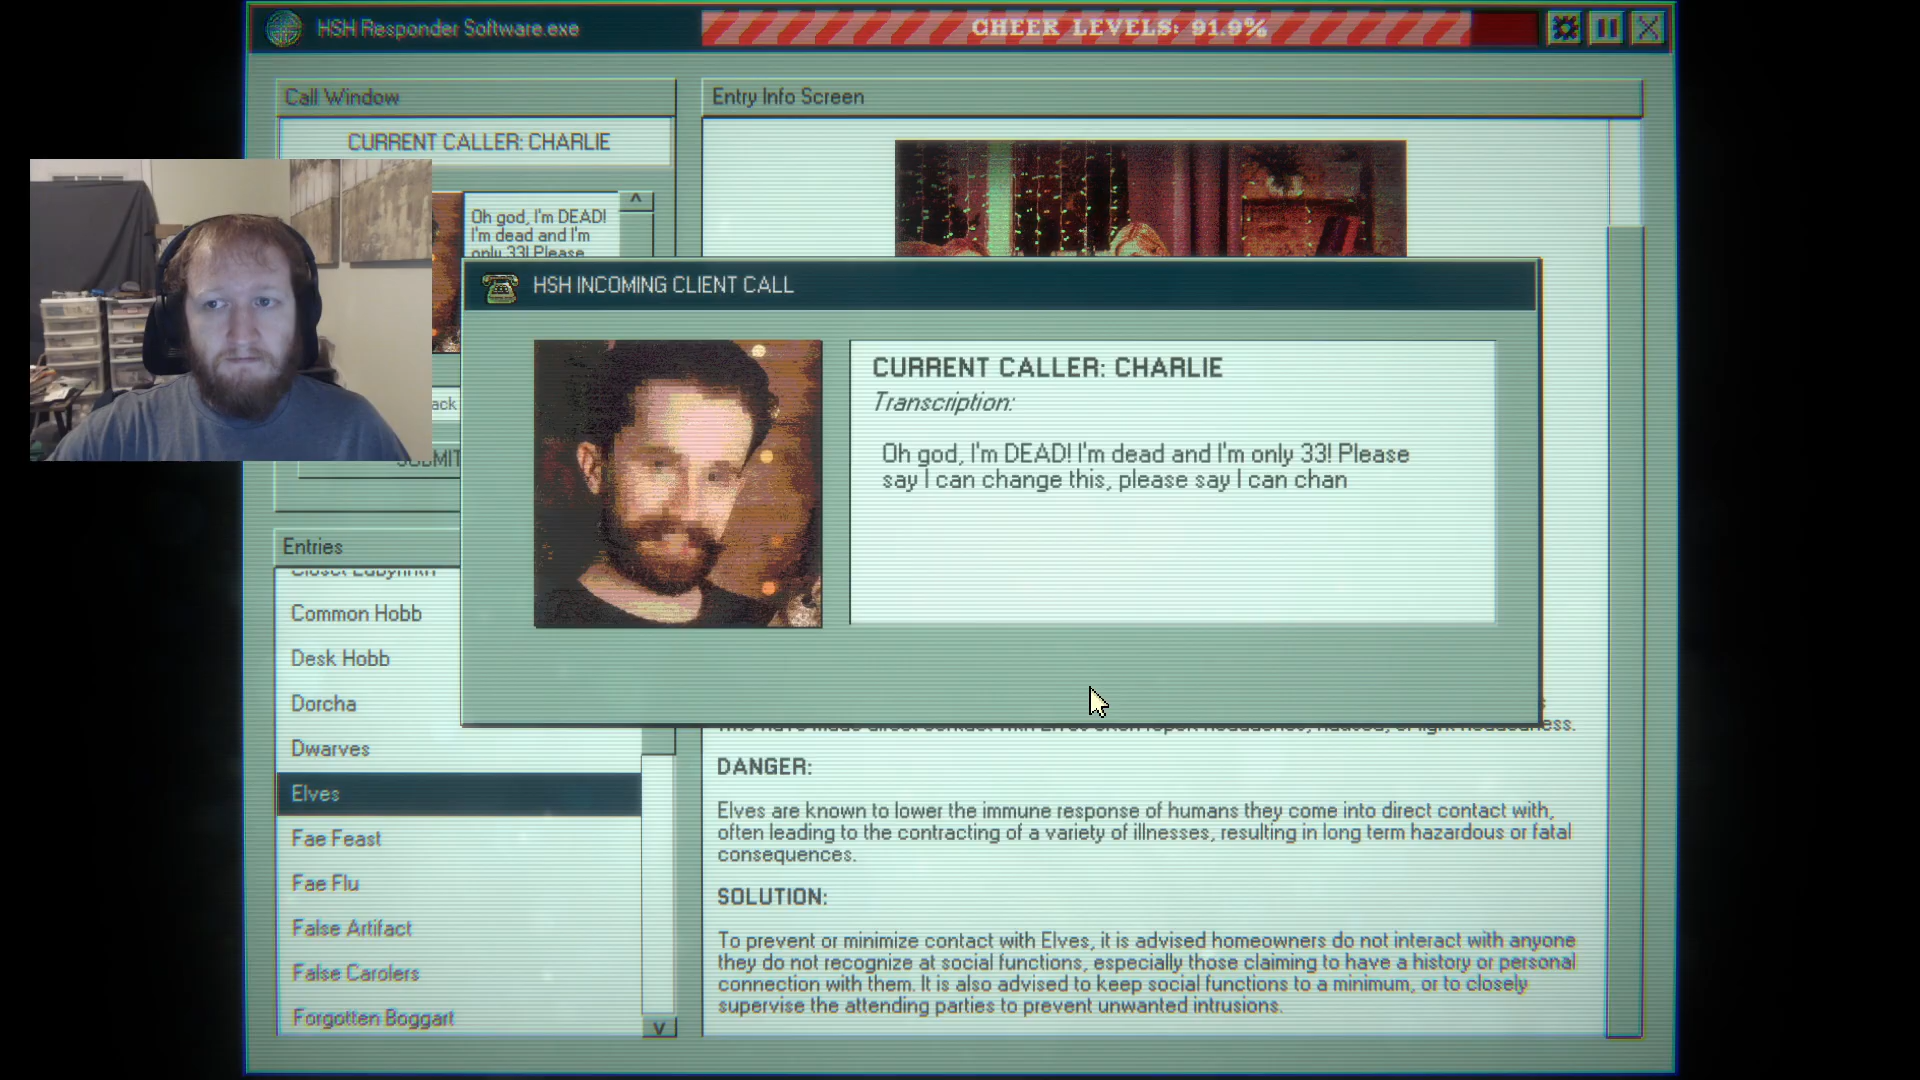 HSH Responder Software.exe
CHEER LEVELS: 91.9%
Call Window
Entry Info Screen
CURRENT CALLER: CHARLIE
Oh god, I'm DEAD!
I'm dead and I'm
only 33! Please
HSH INCOMING CLIENT CALL
CURRENT CALLER: CHARLIE
Transcription:
Oh god, I'm DEAD! I'm dead and I'm only 33! Please
say I can change this, please say I can chan
ack
SUBMIT
Entries
Closet Labyrinth
Common Hobb
Desk Hobb
Dorcha
Dwarves
Elves
Fae Feast
Fae Flu
False Artifact
False Carolers
Forgotten Boggart
DANGER:
Elves are known to lower the immune response of humans they come into direct contact with,
often leading to the contracting of a variety of illnesses, resulting in long term hazardous or fatal
consequences.
SOLUTION:
To prevent or minimize contact with Elves, it is advised homeowners do not interact with anyone
they do not recognize at social functions, especially those claiming to have a history or personal
connection with them. It is also advised to keep social functions to a minimum, or to closely
supervise the attending parties to prevent unwanted intrusions.